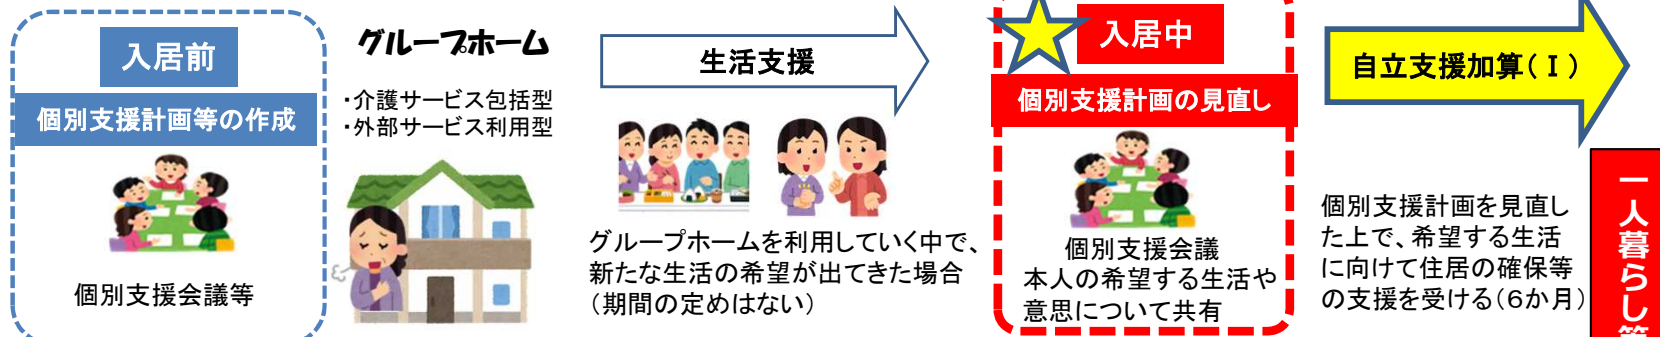 入居前
個別支援計画等の作成
個別支援会議等
グループホーム
・介護サービス包括型
・外部サービス利用型
生活支援
グループホームを利用していく中で、
新たな生活の希望が出てきた場合
（期間の定めはない）
入居中
個別支援計画の見直し
個別支援会議
本人の希望する生活や
意思について共有
自立支援加算（Ⅰ）
個別支援計画を見直し
た上で、希望する生活
に向けて住居の確保等
の支援を受ける（６か月）
一人暮らし等